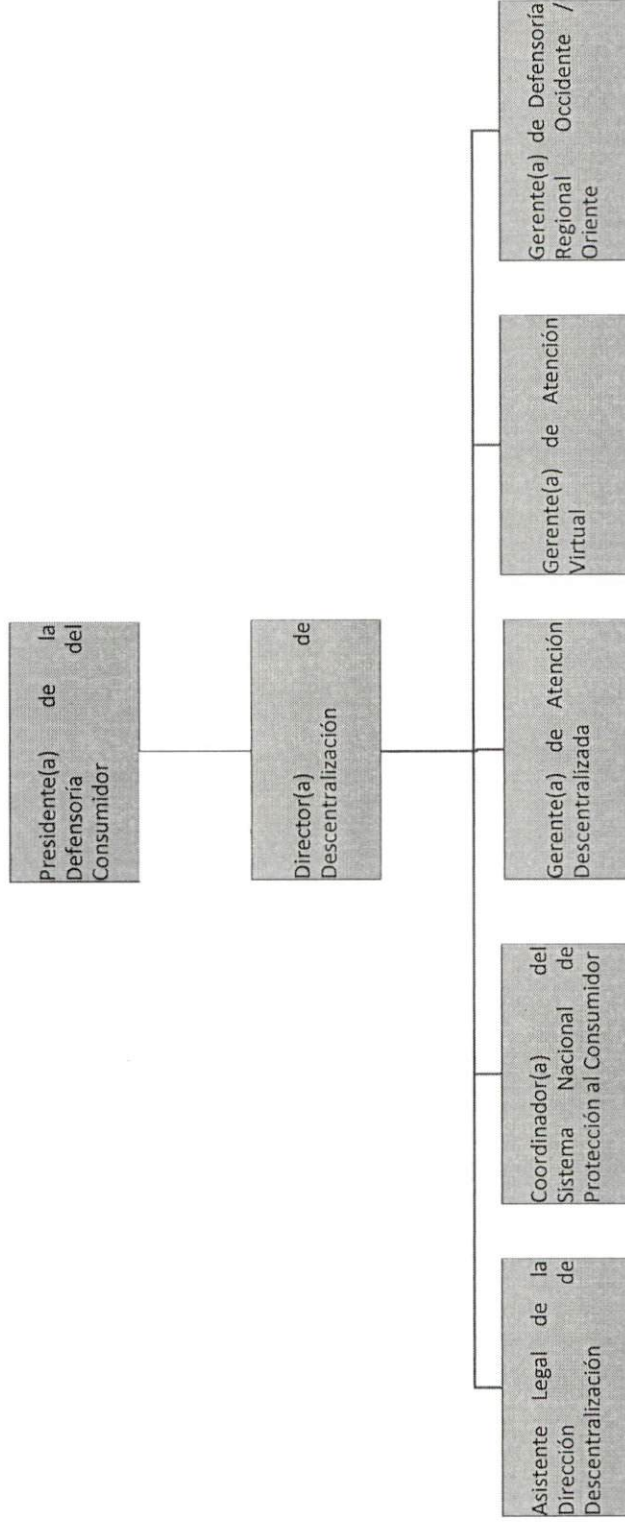 Presidente(a) de la
Defensoría del
Consumidor
Director(a) de
Descentralización
Asistente Legal de la
Dirección de
Descentralización
Coordinador(a) del
Sistema Nacional de
Protección al Consumidor
Gerente(a) de Atención
Descentralizada
Gerente(a) de Atención
Virtual
Gerente(a) de Defensoría
Regional Occidente /
Oriente